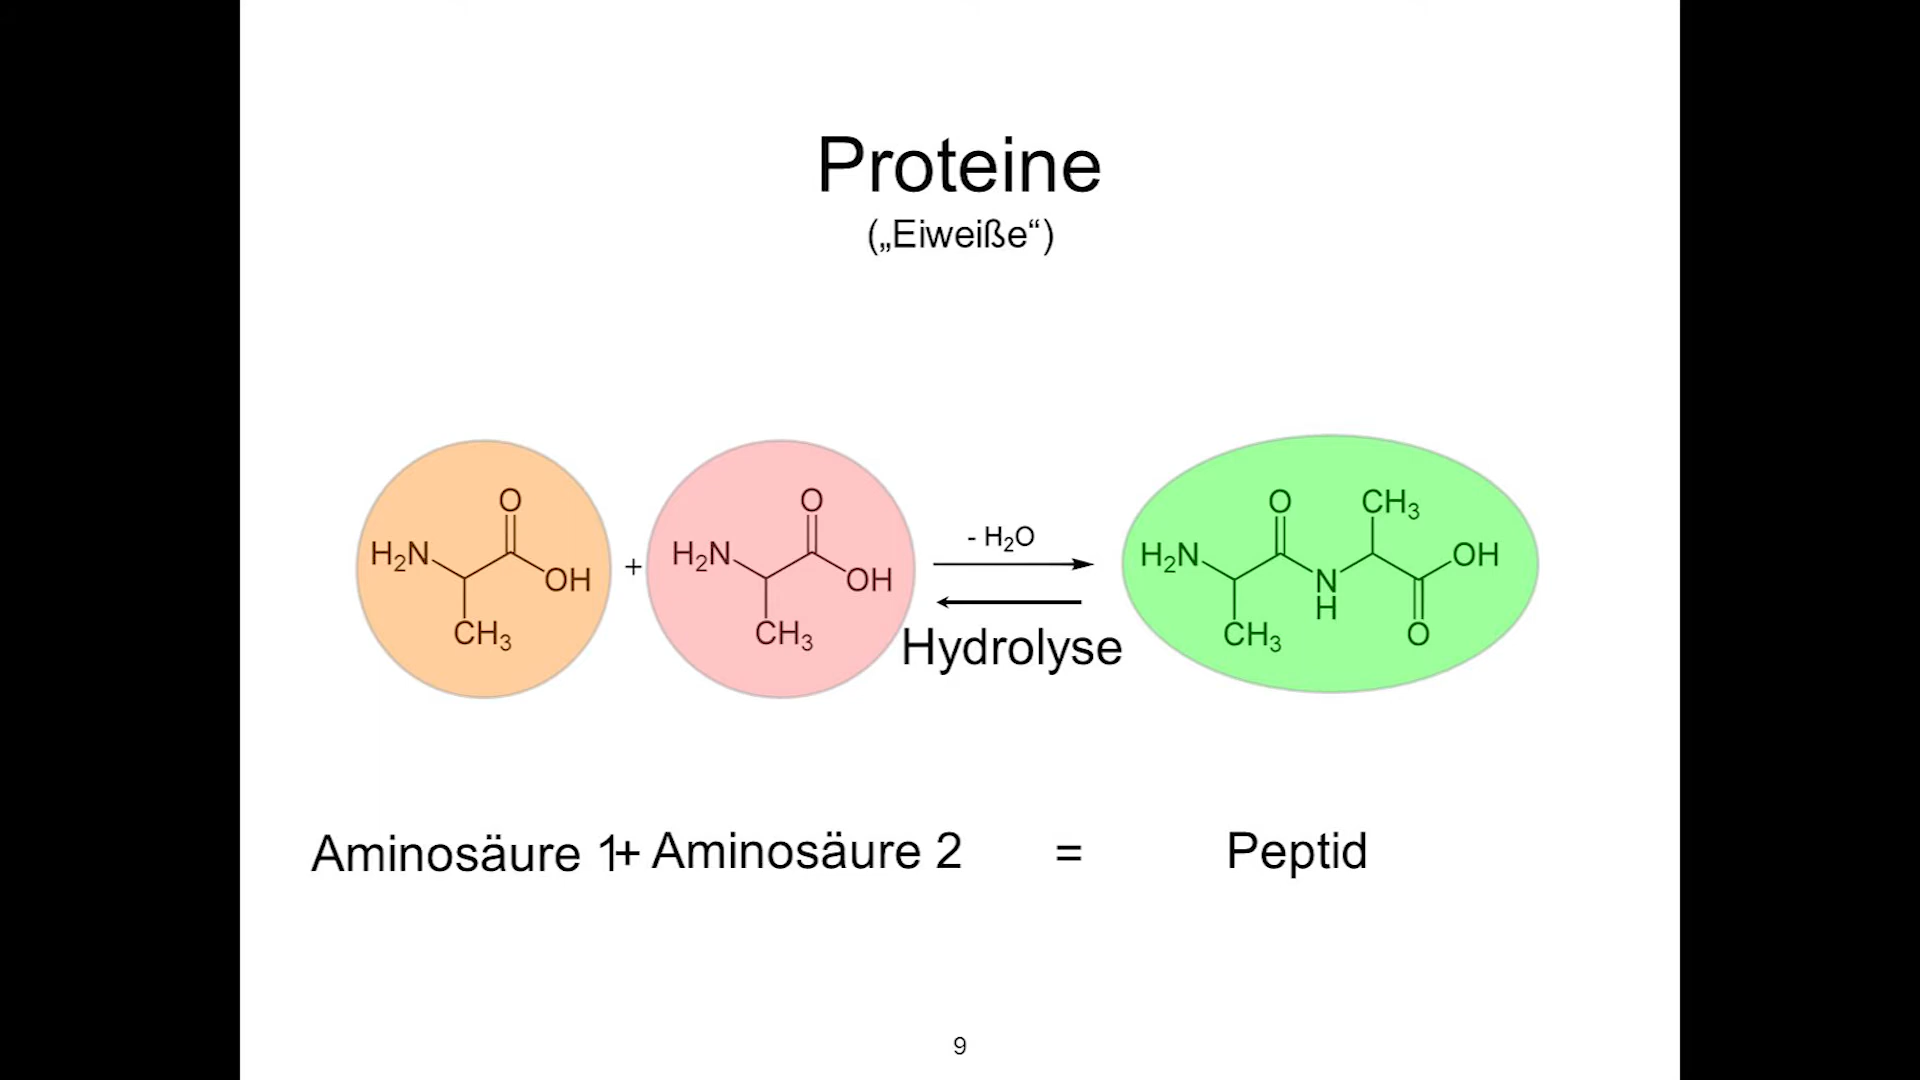 Proteine
(„Eiweiße“)
O
H₂N
OH
CH₃
+
O
H₂N
OH
CH₃
- H₂O
Hydrolyse
O
CH₃
H₂N
OH
N
H
CH₃
O
Aminosäure 1+ Aminosäure 2 = Peptid
9